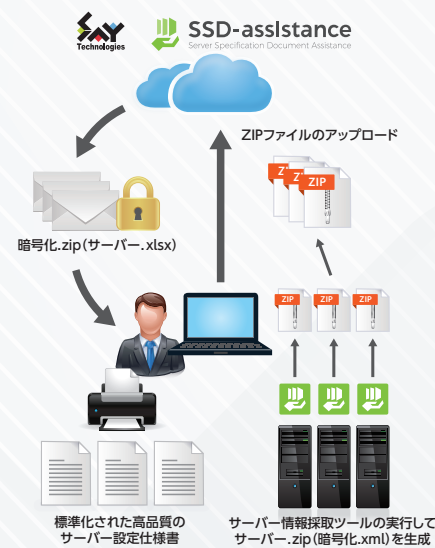 SAY
Technologies
SSD-assistance
Server Specification Document Assistance
ZIPファイルのアップロード
ZIP
ZIP
ZIP
暗号化.zip(サーバー.xlsx)
ZIP
ZIP
ZIP
標準化された高品質の
サーバー設定仕様書
サーバー情報採取ツールの実行して
サーバー.zip(暗号化.xml)を生成